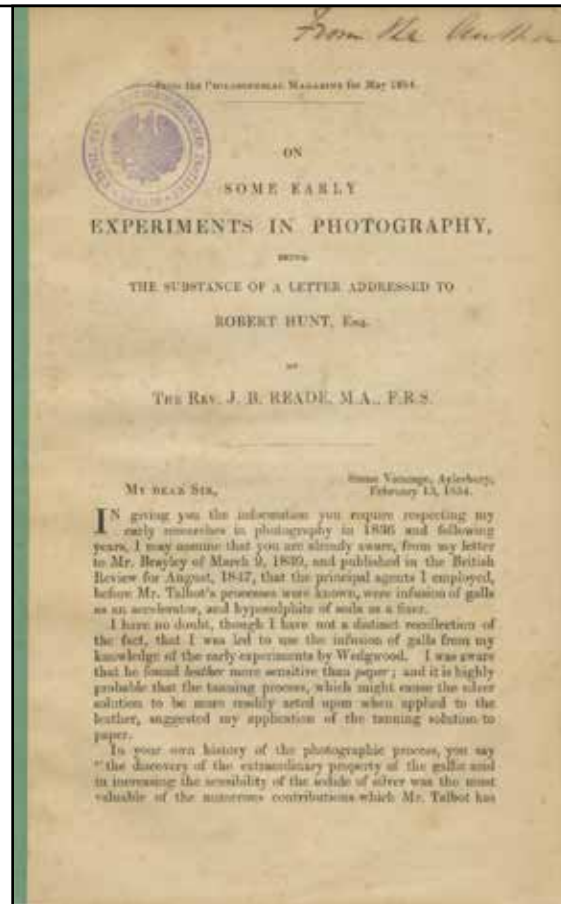 From the Author
From the Philosophical Magazine for May 1854.
ON
SOME EARLY
EXPERIMENTS IN PHOTOGRAPHY,
BEING
THE SUBSTANCE OF A LETTER ADDRESSED TO
ROBERT HUNT, Esq.
BY
The Rev. J. B. READE, M.A., F.R.S.
Stone Vicarage, Aylesbury,
My dear Sir,
February 13, 1854.
IN giving you the information you require respecting my
early researches in photography in 1836 and following
years, I may assume that you are already aware, from my letter
to Mr. Brayley of March 9, 1839, and published in the British
Review for August, 1847, that the principal agents I employed,
before Mr. Talbot's processes were known, were infusion of galls
as an accelerator, and hyposulphite of soda as a fixer.
I have no doubt, though I have not a distinct recollection of
the fact, that I was led to use the infusion of galls from my
knowledge of the early experiments by Wedgwood. I was aware
that he found leather more sensitive than paper; and it is highly
probable that the tanning process, which might cause the silver
solution to be more readily acted upon when applied to the
leather, suggested my application of the tanning solution to
paper.
In your own history of the photographic process, you say
"the discovery of the extraordinary property of the gallic acid
in increasing the sensibility of the iodide of silver was the most
valuable of the numerous contributions which Mr. Talbot has